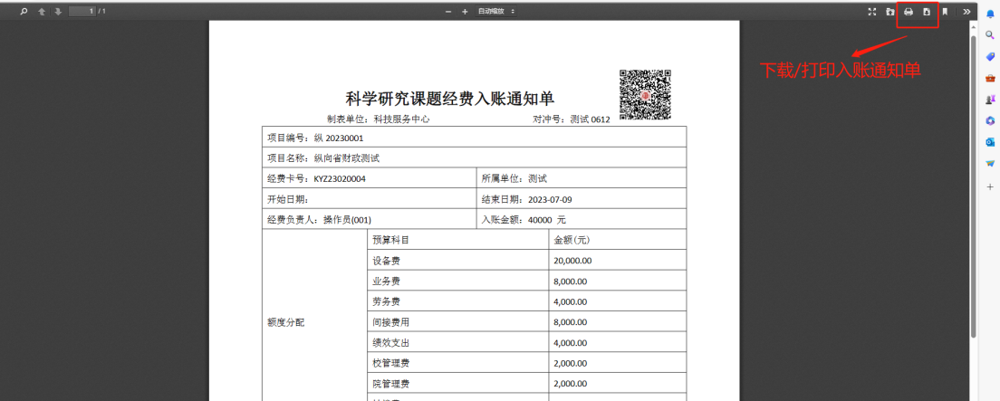 1 / 1
自动缩放
下载/打印入账通知单
科学研究课题经费入账通知单
制表单位：科技服务中心 对冲号：测试 0612
项目编号：纵 20230001
项目名称：纵向省财政测试
经费卡号：KYZ23020004 所属单位：测试
开始日期： 结束日期：2023-07-09
经费负责人：操作员(001) 入账金额：40000 元
预算科目 金额(元)
设备费 20,000.00
业务费 8,000.00
劳务费 4,000.00
额度分配 间接费用 8,000.00
绩效支出 4,000.00
校管理费 2,000.00
院管理费 2,000.00